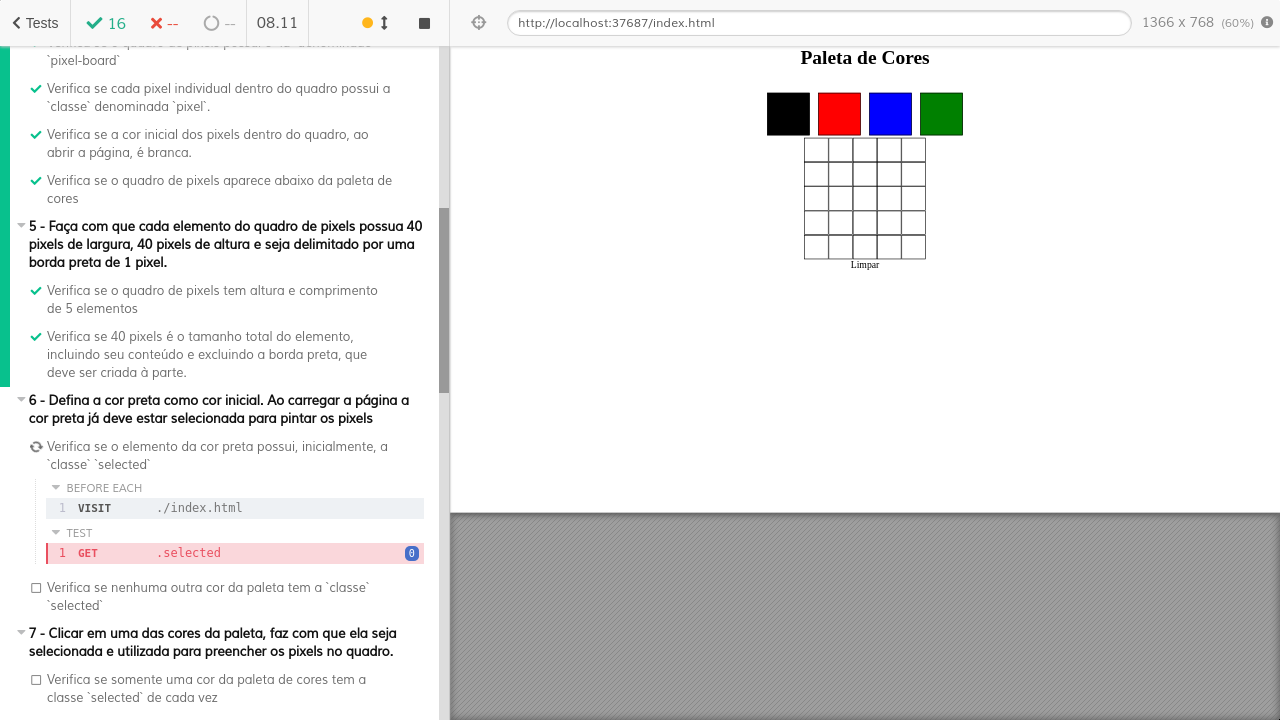 Tests
16
--
--
08.11
http://localhost:37687/index.html
1366 x 768 (60%)
`pixel-board`
Verifica se cada pixel individual dentro do quadro possui a
`classe` denominada `pixel`.
Verifica se a cor inicial dos pixels dentro do quadro, ao
abrir a página, é branca.
Verifica se o quadro de pixels aparece abaixo da paleta de
cores
5 - Faça com que cada elemento do quadro de pixels possua 40
pixels de largura, 40 pixels de altura e seja delimitado por uma
borda preta de 1 pixel.
Verifica se o quadro de pixels tem altura e comprimento
de 5 elementos
Verifica se 40 pixels é o tamanho total do elemento,
incluindo seu conteúdo e excluindo a borda preta, que
deve ser criada à parte.
6 - Defina a cor preta como cor inicial. Ao carregar a página a
cor preta já deve estar selecionada para pintar os pixels
Verifica se o elemento da cor preta possui, inicialmente, a
`classe` `selected`
BEFORE EACH
1 VISIT ./index.html
TEST
1 GET .selected 0
Verifica se nenhuma outra cor da paleta tem a `classe`
`selected`
7 - Clicar em uma das cores da paleta, faz com que ela seja
selecionada e utilizada para preencher os pixels no quadro.
Verifica se somente uma cor da paleta de cores tem a
classe `selected` de cada vez
Paleta de Cores
Limpar